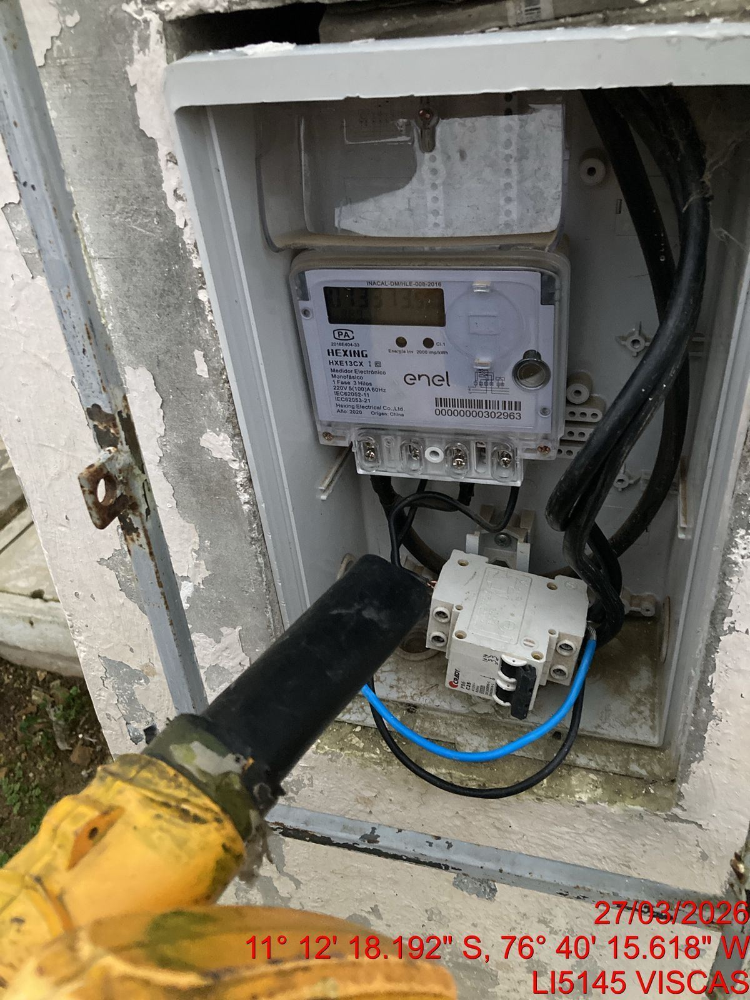 INACAL-DM/HLE-008-2016
PA
2016E404-33
Energía Inv 2000 imp/kWh
Cl.1
HEXING
HXE13CX
Medidor Electrónico
Monofásico
1 Fase 3 Hilos
220V 5(100)A 60Hz
IEC62052-11
IEC62053-21
Hexing Electrical Co.,Ltd.
Año: 2020 Origen: China
enel
00000000302963
CRADY
C25
27/03/2026
11° 12' 18.192" S, 76° 40' 15.618" W
LI5145 VISCAS